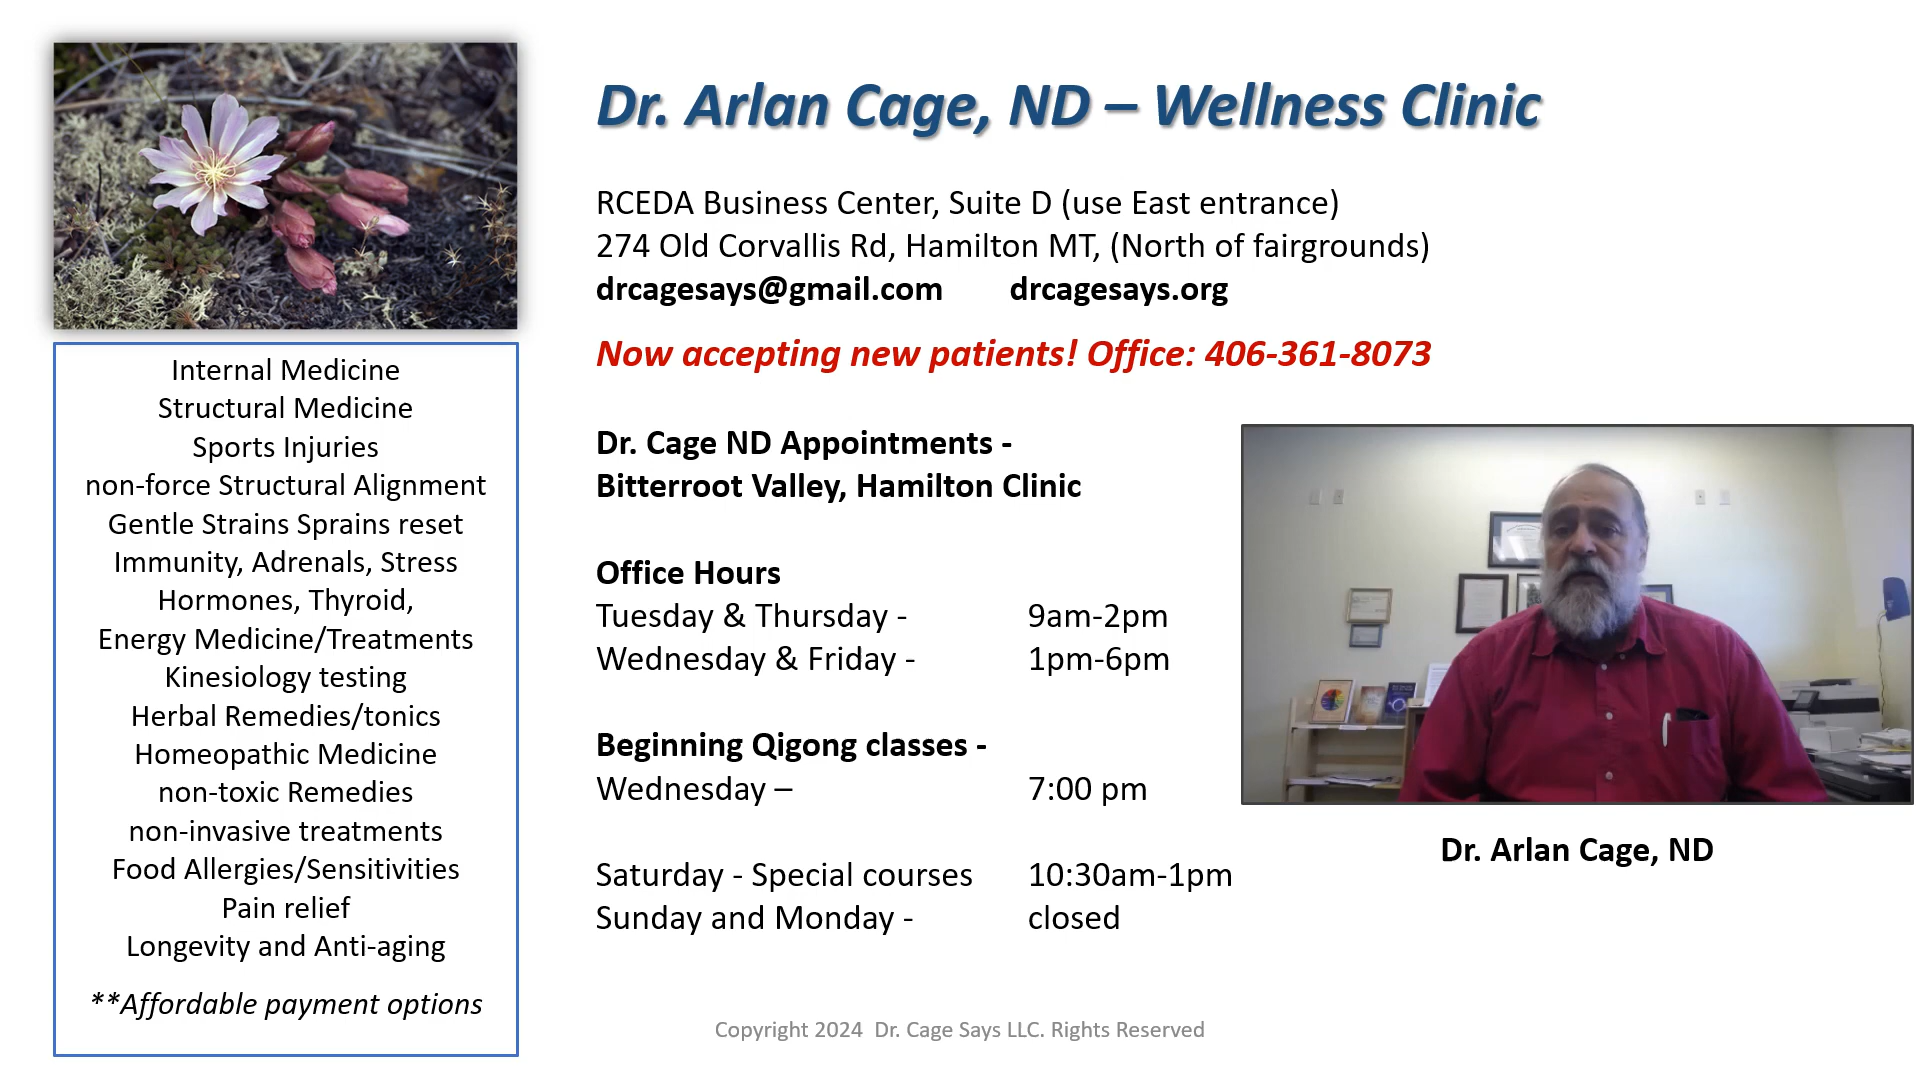 Dr. Arlan Cage, ND – Wellness Clinic
RCEDA Business Center, Suite D (use East entrance)
274 Old Corvallis Rd, Hamilton MT, (North of fairgrounds)
drcagesays@gmail.com drcagesays.org
Now accepting new patients! Office: 406-361-8073
Internal Medicine
Structural Medicine
Sports Injuries
non-force Structural Alignment
Gentle Strains Sprains reset
Immunity, Adrenals, Stress
Hormones, Thyroid,
Energy Medicine/Treatments
Kinesiology testing
Herbal Remedies/tonics
Homeopathic Medicine
non-toxic Remedies
non-invasive treatments
Food Allergies/Sensitivities
Pain relief
Longevity and Anti-aging
**Affordable payment options
Dr. Cage ND Appointments -
Bitterroot Valley, Hamilton Clinic
Office Hours
Tuesday & Thursday - 9am-2pm
Wednesday & Friday - 1pm-6pm
Beginning Qigong classes -
Wednesday – 7:00 pm
Saturday - Special courses 10:30am-1pm
Sunday and Monday - closed
Dr. Arlan Cage, ND
Copyright 2024 Dr. Cage Says LLC. Rights Reserved